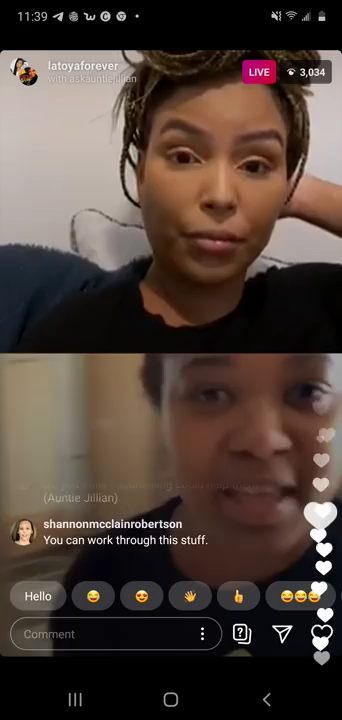 11:39
latoyaforever
with askauntiejillian
LIVE
3,034
(Auntie Jillian)
shannonmcclainrobertson
You can work through this stuff.
Hello
Comment